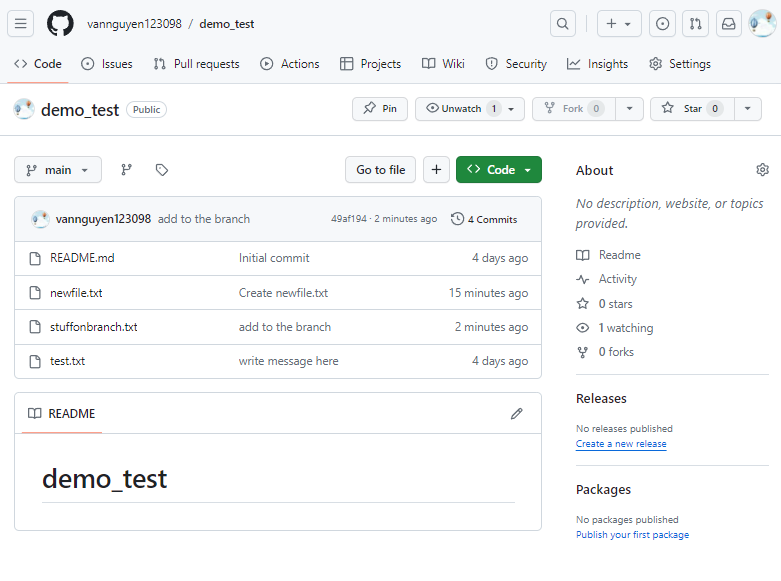 vannguyen123098 / demo_test
Code Issues Pull requests Actions Projects Wiki Security Insights Settings
demo_test Public Pin Unwatch 1 Fork 0 Star 0
main Go to file Code
vannguyen123098 add to the branch 49af194 · 2 minutes ago 4 Commits
README.md Initial commit 4 days ago
newfile.txt Create newfile.txt 15 minutes ago
stuffonbranch.txt add to the branch 2 minutes ago
test.txt write message here 4 days ago
README
demo_test
About
No description, website, or topics
provided.
Readme
Activity
0 stars
1 watching
0 forks
Releases
No releases published
Create a new release
Packages
No packages published
Publish your first package